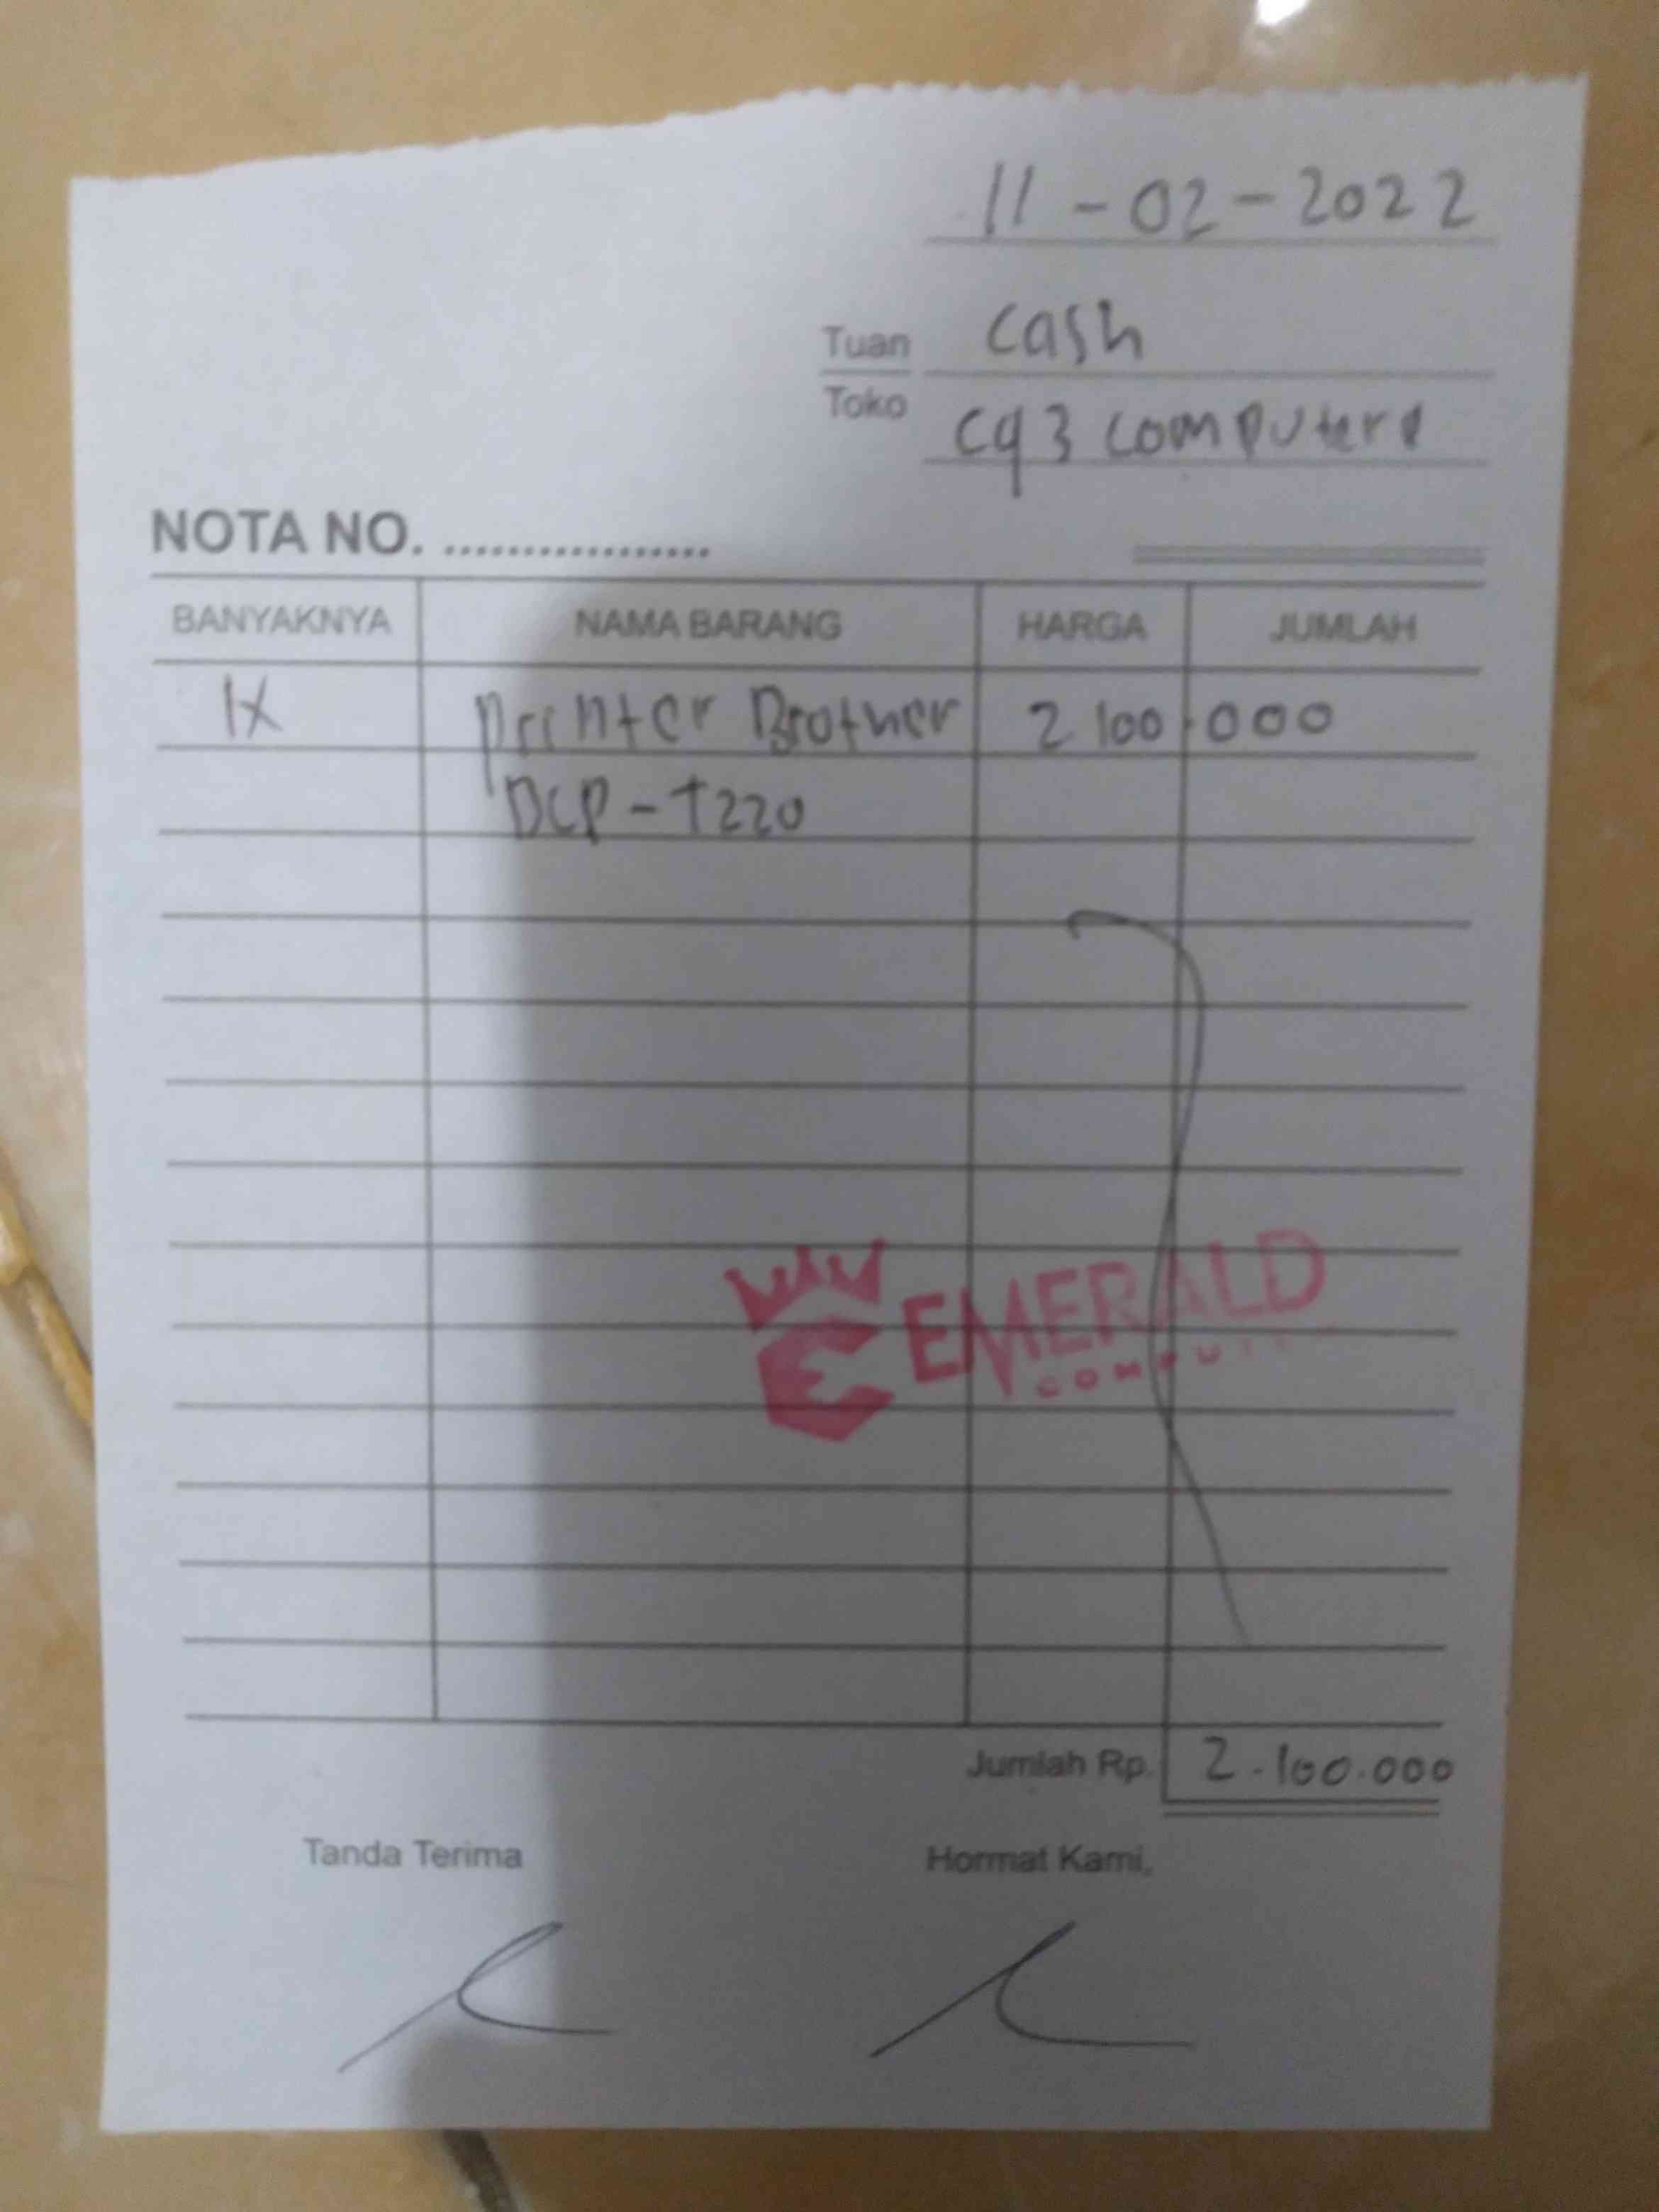 11 - 02 - 2022
Tuan cash
Toko cq3 computer
NOTA NO. .................
BANYAKNYA NAMA BARANG HARGA JUMLAH
1x printer Brother 2 100.000
DCP - T220
EMERALD
Jumlah Rp. 2.100.000
Tanda Terima Hormat Kami,